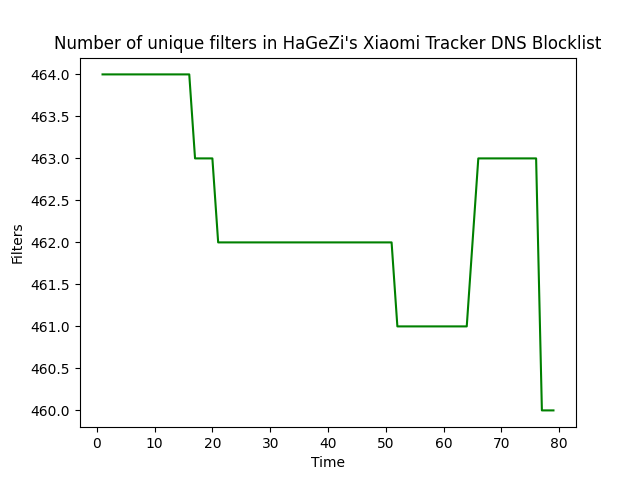 Number of unique filters in HaGeZi's Xiaomi Tracker DNS Blocklist
464.0
463.5
463.0
462.5
462.0
461.5
461.0
460.5
460.0
Filters
0 10 20 30 40 50 60 70 80
Time